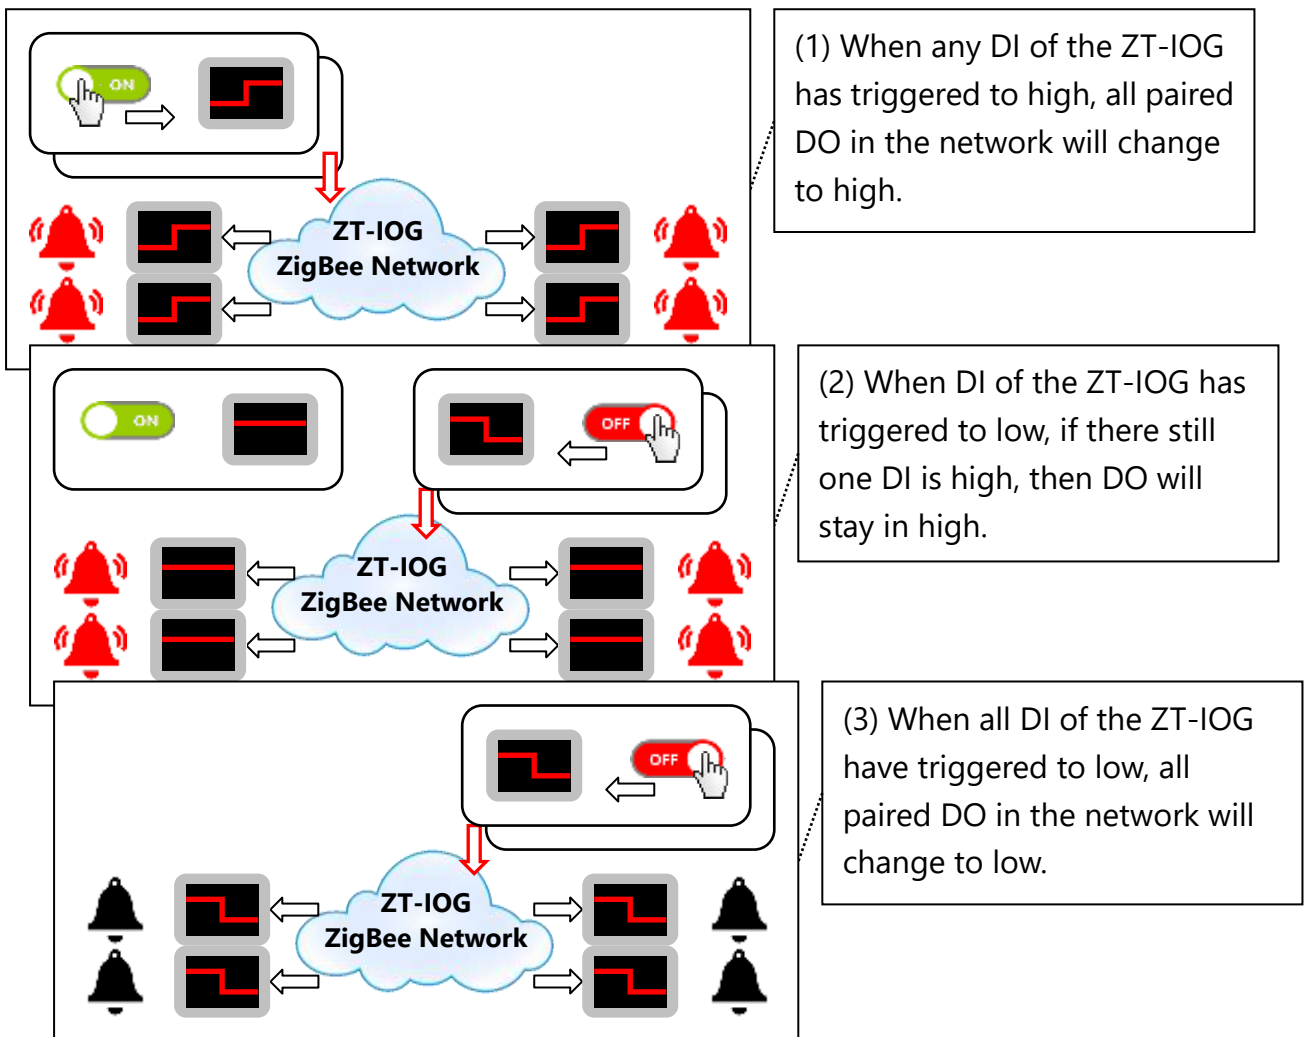 ON
(1) When any DI of the ZT-IOG
has triggered to high, all paired
DO in the network will change
to high.
ZT-IOG
ZigBee Network
ON
OFF
(2) When DI of the ZT-IOG has
triggered to low, if there still
one DI is high, then DO will
stay in high.
ZT-IOG
ZigBee Network
OFF
(3) When all DI of the ZT-IOG
have triggered to low, all
paired DO in the network will
change to low.
ZT-IOG
ZigBee Network